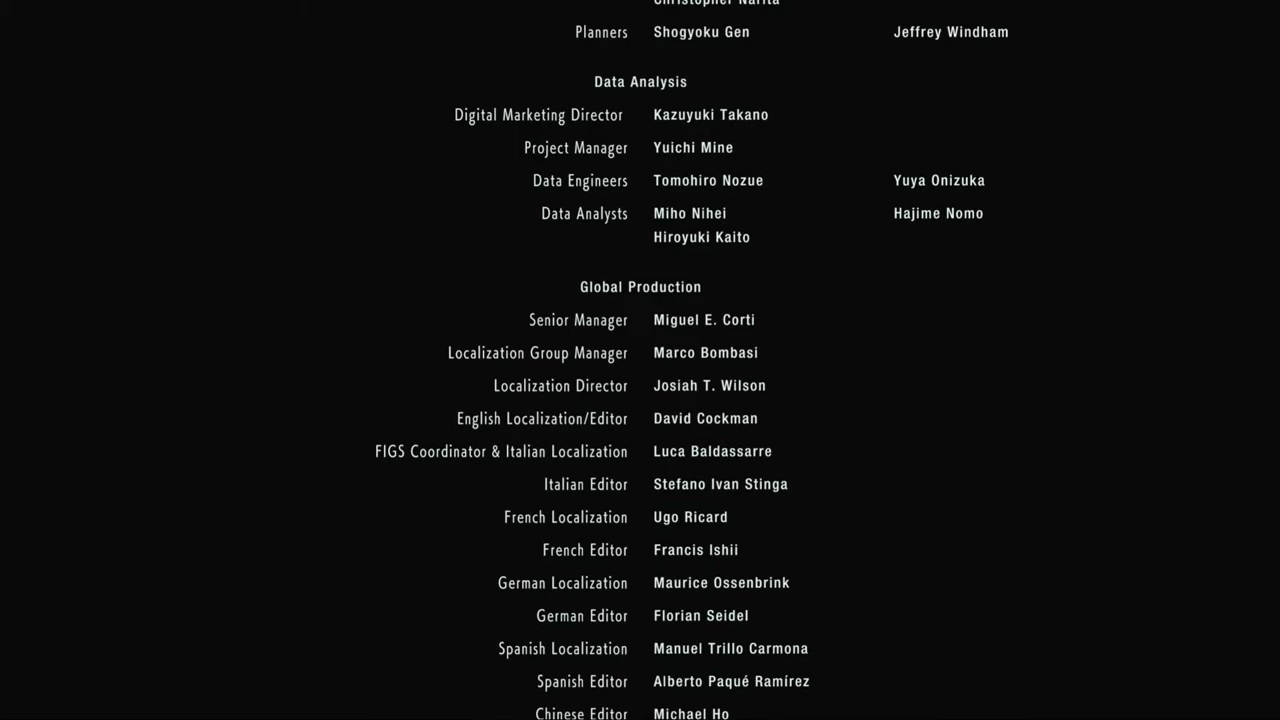 Christopher Narita
Planners Shogyoku Gen Jeffrey Windham
Data Analysis
Digital Marketing Director Kazuyuki Takano
Project Manager Yuichi Mine
Data Engineers Tomohiro Nozue Yuya Onizuka
Data Analysts Miho Nihei Hajime Nomo
Hiroyuki Kaito
Global Production
Senior Manager Miguel E. Corti
Localization Group Manager Marco Bombasi
Localization Director Josiah T. Wilson
English Localization/Editor David Cockman
FIGS Coordinator & Italian Localization Luca Baldassarre
Italian Editor Stefano Ivan Stinga
French Localization Ugo Ricard
French Editor Francis Ishii
German Localization Maurice Ossenbrink
German Editor Florian Seidel
Spanish Localization Manuel Trillo Carmona
Spanish Editor Alberto Paqué Ramírez
Chinese Editor Michael Ho